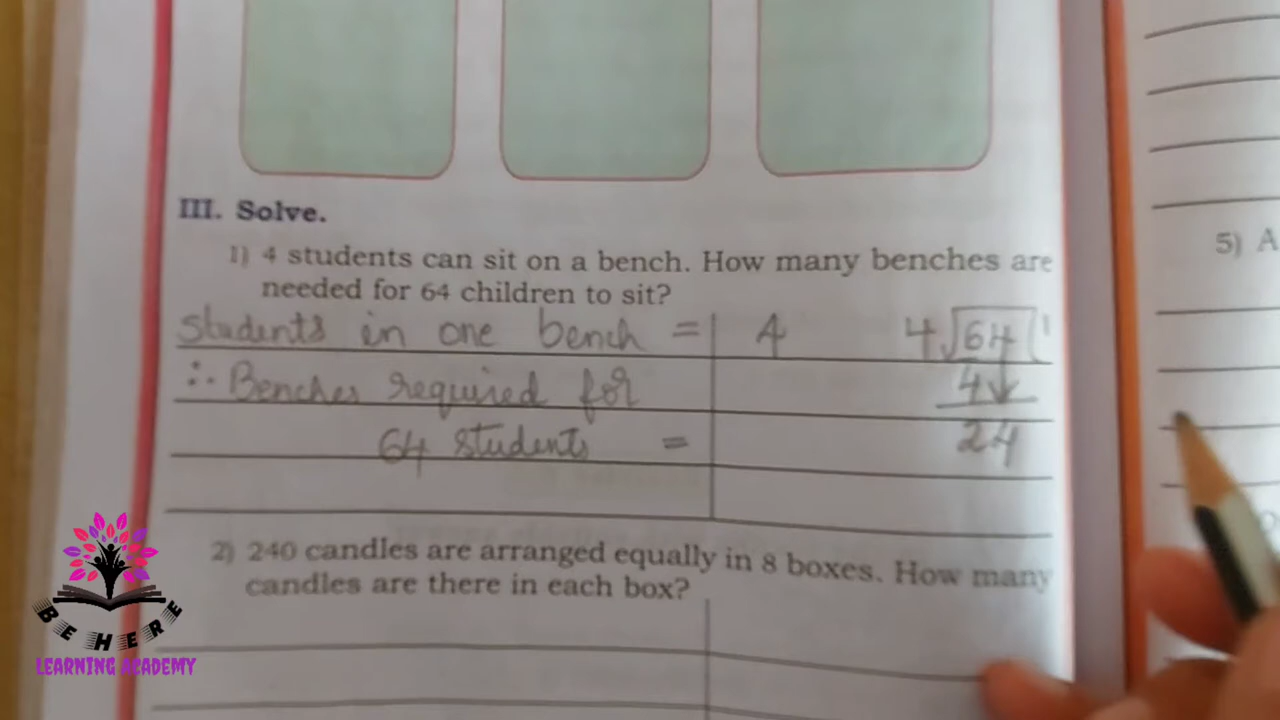 III. Solve.
1) 4 students can sit on a bench. How many benches are
needed for 64 children to sit?
Students in one bench = 4
∴ Benches required for
64 students =
4 64 1
4
24
2) 240 candles are arranged equally in 8 boxes. How many
candles are there in each box?
5) A
BE HERE
LEARNING ACADEMY